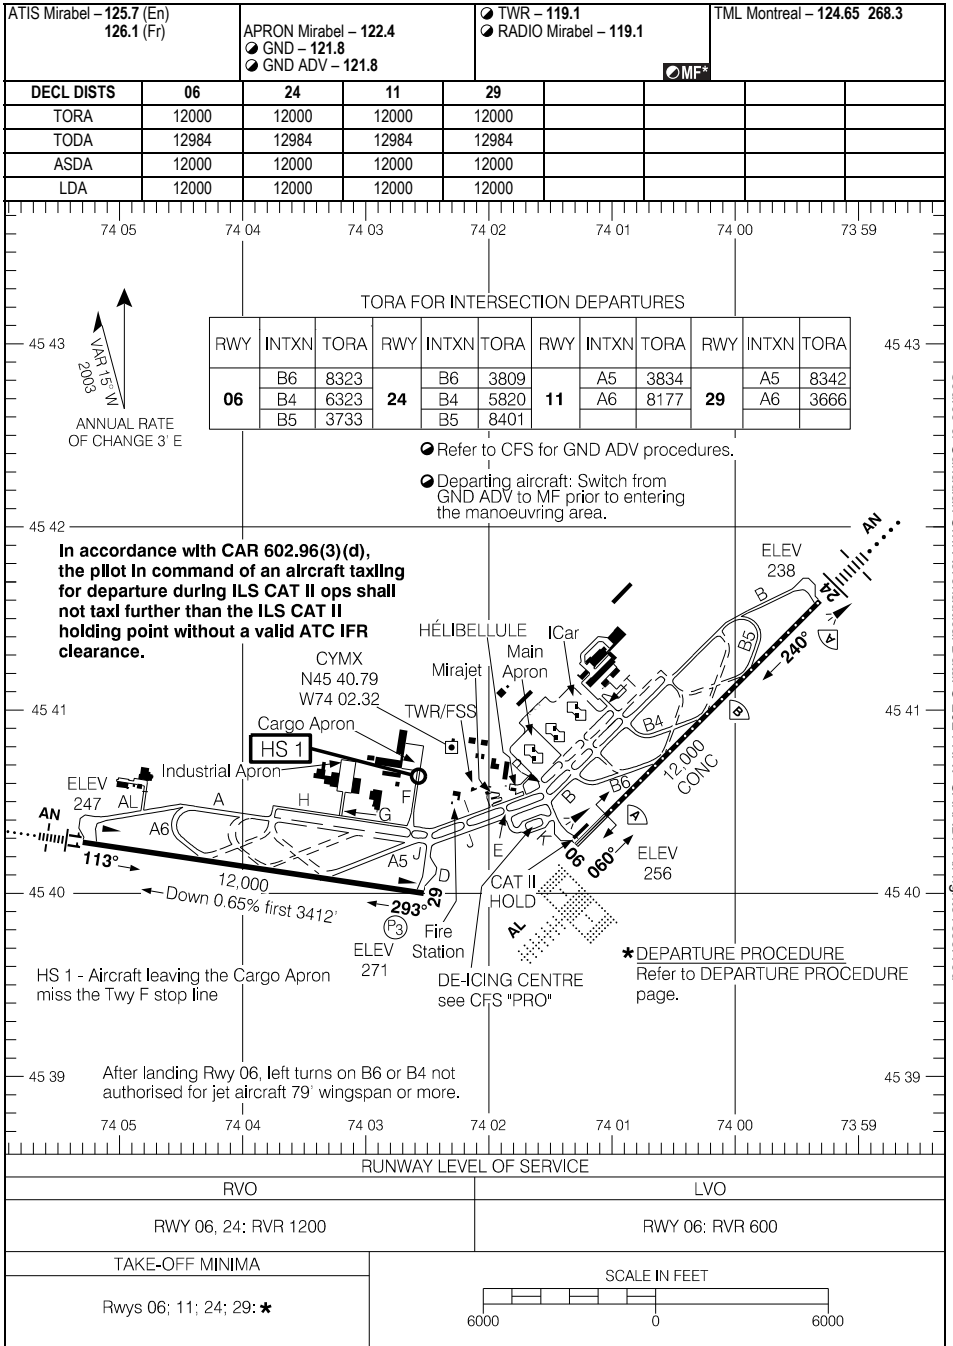 ATIS Mirabel – 125.7 (En)
126.1 (Fr)
APRON Mirabel – 122.4
GND – 121.8
GND ADV – 121.8
TWR – 119.1
RADIO Mirabel – 119.1
MF*
TML Montreal – 124.65 268.3
DECL DISTS 06 24 11 29
TORA 12000 12000 12000 12000
TODA 12984 12984 12984 12984
ASDA 12000 12000 12000 12000
LDA 12000 12000 12000 12000
74 05 74 04 74 03 74 02 74 01 74 00 73 59
TORA FOR INTERSECTION DEPARTURES
RWY INTXN TORA RWY INTXN TORA RWY INTXN TORA RWY INTXN TORA
06 B6 8323 24 B6 3809 11 A5 3834 29 A5 8342
B4 6323 B4 5820 A6 8177 A6 3666
B5 3733 B5 8401
45 43 45 43
VAR 15° W
2003
ANNUAL RATE
OF CHANGE 3' E
Refer to CFS for GND ADV procedures.
Departing aircraft: Switch from
GND ADV to MF prior to entering
the manoeuvring area.
45 42 45 42
In accordance with CAR 602.96(3)(d),
the pilot in command of an aircraft taxiing
for departure during ILS CAT II ops shall
not taxi further than the ILS CAT II
holding point without a valid ATC IFR
clearance.
AN
ELEV
238
24
B
A
B5
240°
HÉLIBELLULE
ICar
Main
Apron
Mirajet
CYMX
N45 40.79
W74 02.32
TWR/FSS
Cargo Apron
HS 1
Industrial Apron
45 41 45 41
B4
B
12,000
CONC
B6
B
A
ELEV
247
AL
A
H
G
F
AN
A6
A5
J
J
E
K
D
06
060°
ELEV
256
113°
12,000
Down 0.65% first 3412'
293°
29
P3
ELEV
271
Fire
Station
CAT II
HOLD
AL
45 40 45 40
DE-ICING CENTRE
see CFS "PRO"
* DEPARTURE PROCEDURE
Refer to DEPARTURE PROCEDURE
page.
HS 1 - Aircraft leaving the Cargo Apron
miss the Twy F stop line
45 39 45 39
After landing Rwy 06, left turns on B6 or B4 not
authorised for jet aircraft 79' wingspan or more.
74 05 74 04 74 03 74 02 74 01 74 00 73 59
RUNWAY LEVEL OF SERVICE
RVO LVO
RWY 06, 24: RVR 1200 RWY 06: RVR 600
TAKE-OFF MINIMA
Rwys 06; 11; 24; 29: *
SCALE IN FEET
6000 0 6000